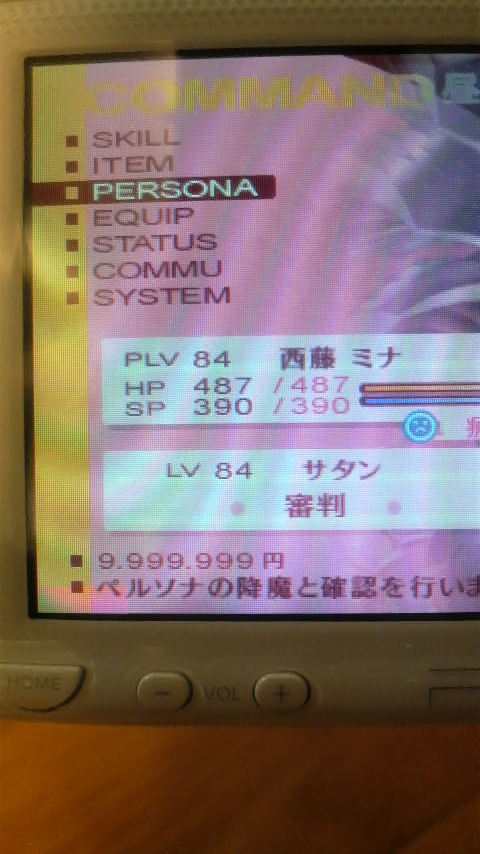 COMMAND 昼
SKILL
ITEM
PERSONA
EQUIP
STATUS
COMMU
SYSTEM
PLV 84 西藤 ミナ
HP 487 / 487
SP 390 / 390
LV 84 サタン
審判
9.999.999 円
ペルソナの降魔と確認を行いま
HOME
− VOL +